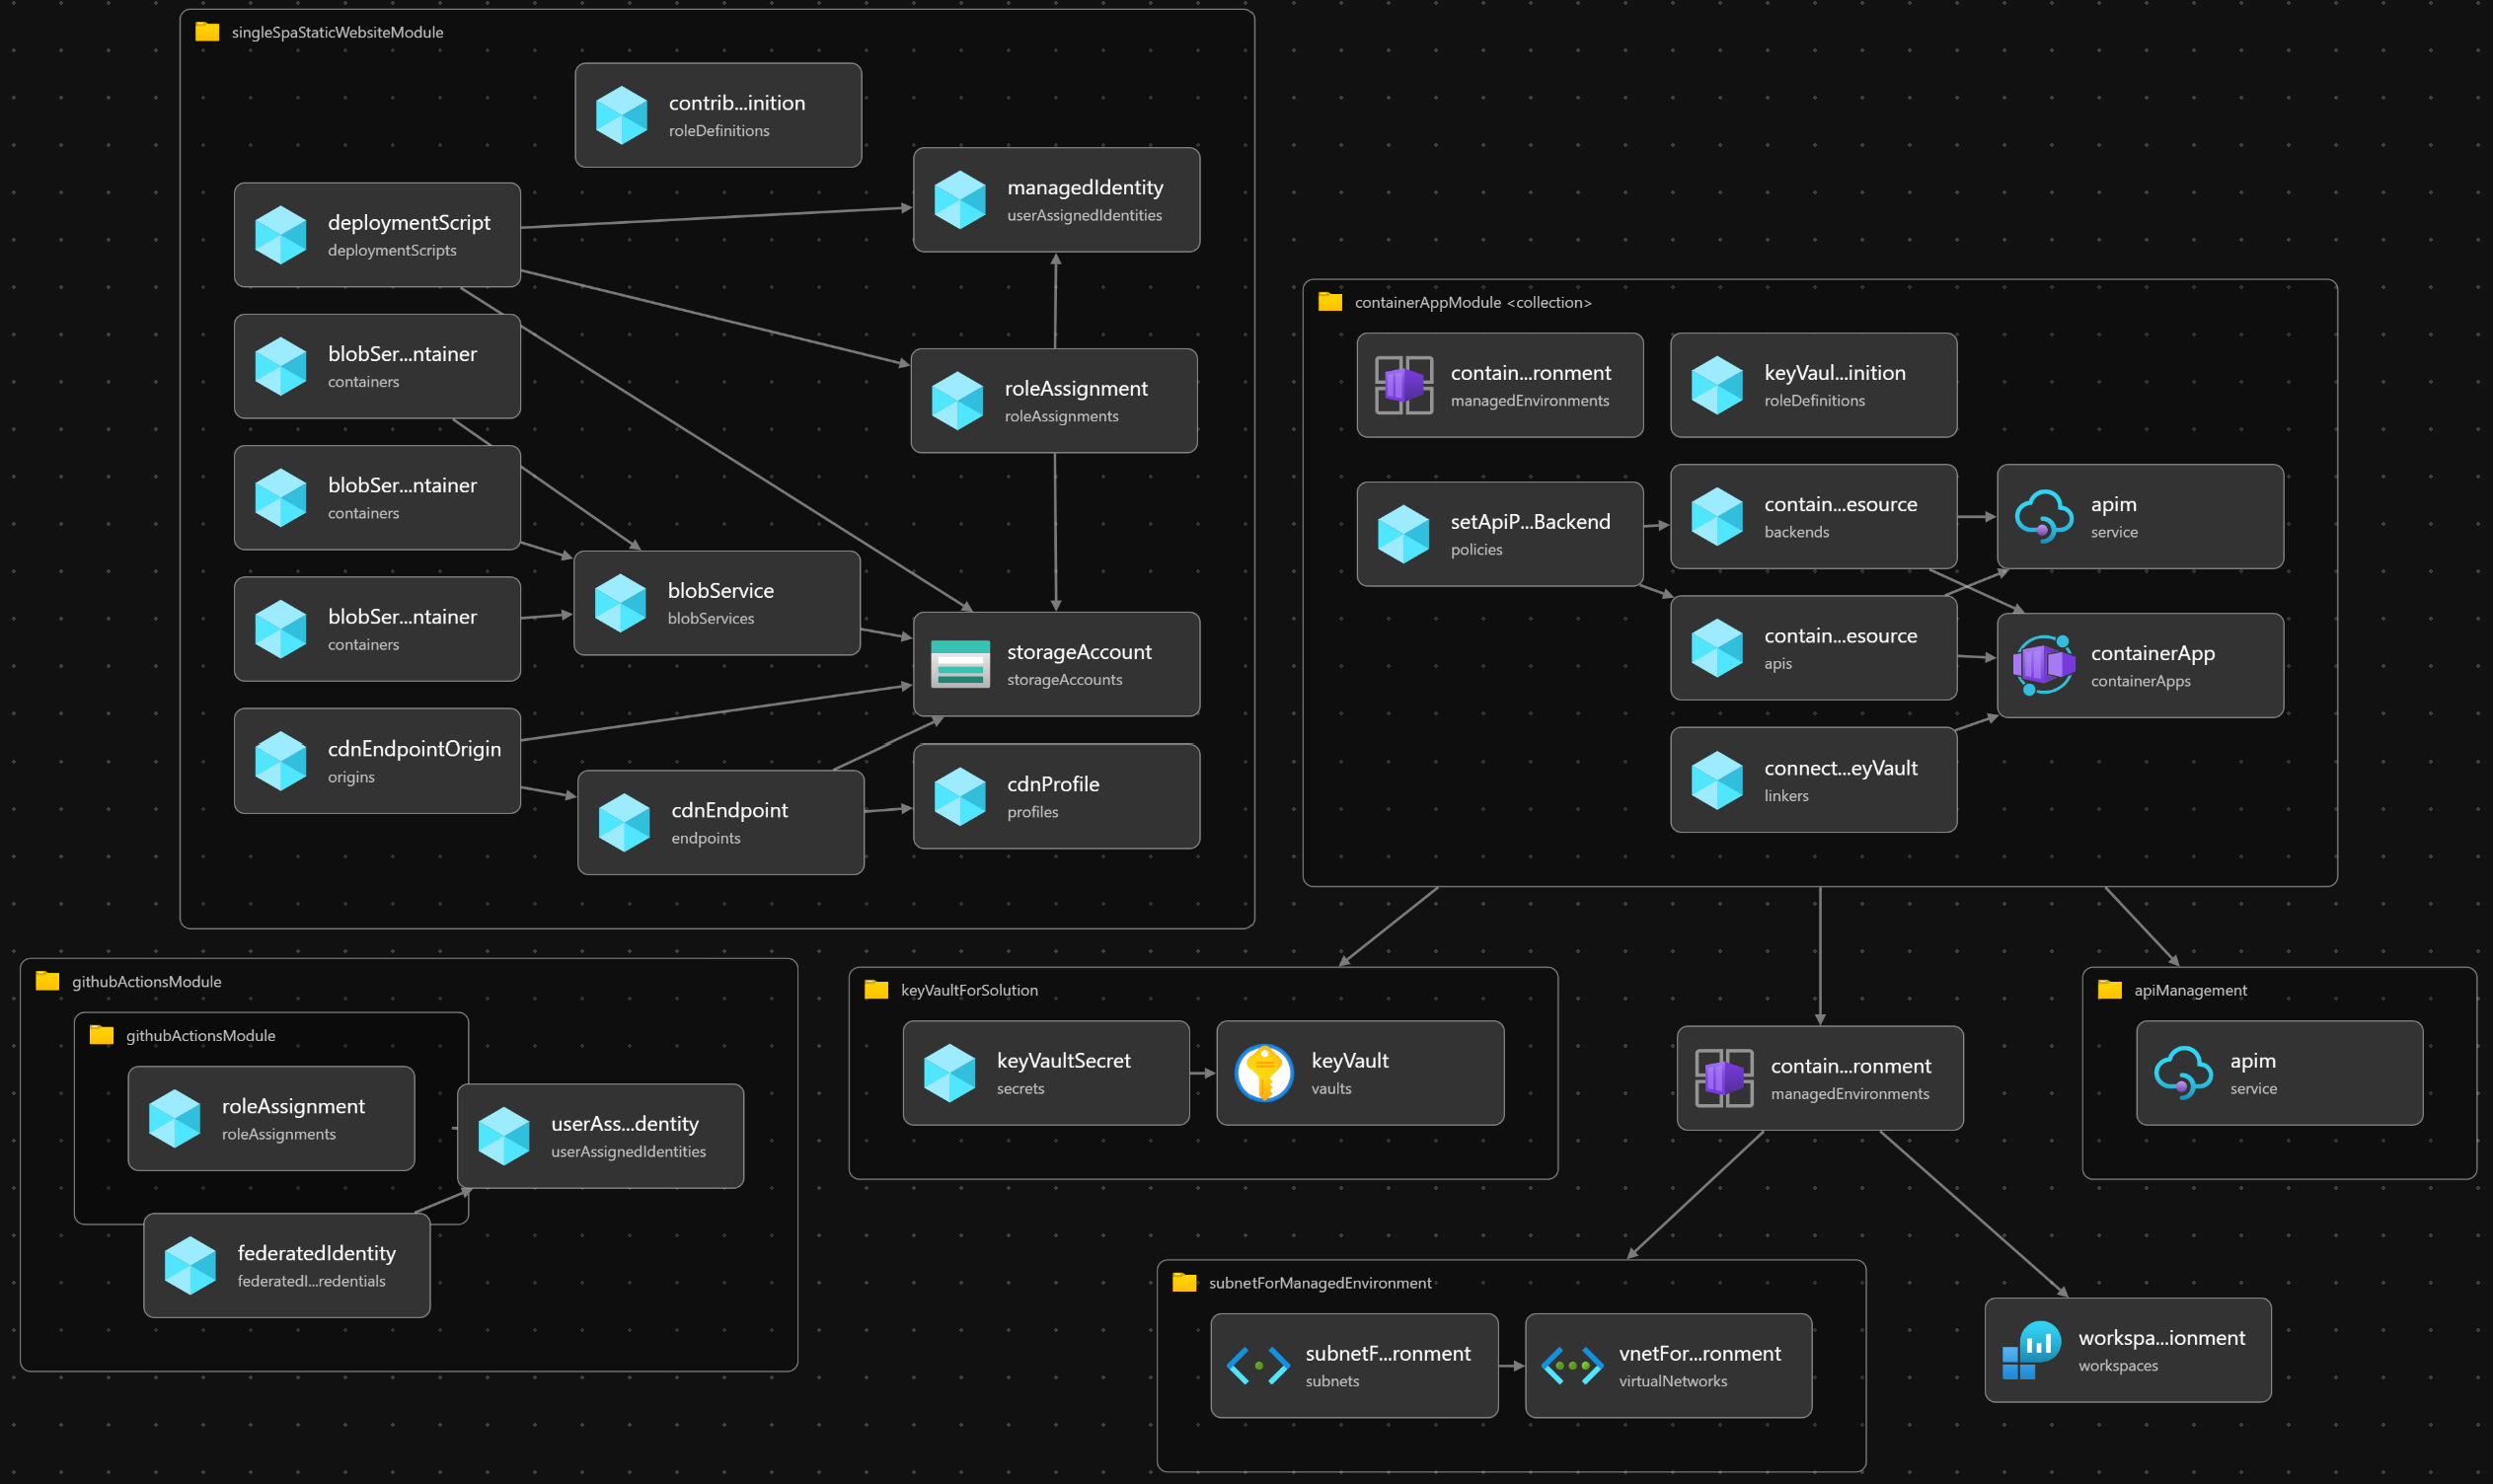 singleSpaStaticWebsiteModule
contrib...inition
roleDefinitions
managedIdentity
userAssignedIdentities
deploymentScript
deploymentScripts
blobSer...ntainer
containers
roleAssignment
roleAssignments
blobSer...ntainer
containers
blobSer...ntainer
containers
blobService
blobServices
storageAccount
storageAccounts
cdnEndpointOrigin
origins
cdnEndpoint
endpoints
cdnProfile
profiles
containerAppModule <collection>
contain...ronment
managedEnvironments
keyVaul...inition
roleDefinitions
setApiP...Backend
policies
contain...esource
backends
apim
service
contain...esource
apis
containerApp
containerApps
connect...eyVault
linkers
githubActionsModule
githubActionsModule
roleAssignment
roleAssignments
userAss...dentity
userAssignedIdentities
federatedIdentity
federatedI...redentials
keyVaultForSolution
keyVaultSecret
secrets
keyVault
vaults
contain...ronment
managedEnvironments
apiManagement
apim
service
subnetForManagedEnvironment
subnetF...ronment
subnets
vnetFor...ronment
virtualNetworks
workspa...ionment
workspaces